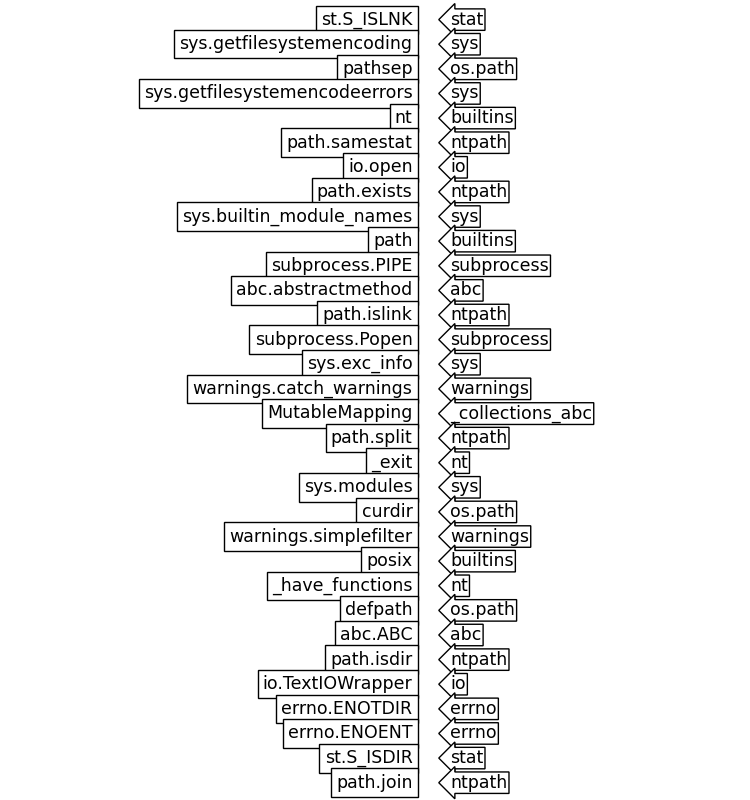 st.S_ISLNK stat
sys.getfilesystemencoding sys
pathsep os.path
sys.getfilesystemencodeerrors sys
nt builtins
path.samestat ntpath
io.open io
path.exists ntpath
sys.builtin_module_names sys
path builtins
subprocess.PIPE subprocess
abc.abstractmethod abc
path.islink ntpath
subprocess.Popen subprocess
sys.exc_info sys
warnings.catch_warnings warnings
MutableMapping _collections_abc
path.split ntpath
_exit nt
sys.modules sys
curdir os.path
warnings.simplefilter warnings
posix builtins
_have_functions nt
defpath os.path
abc.ABC abc
path.isdir ntpath
io.TextIOWrapper io
errno.ENOTDIR errno
errno.ENOENT errno
st.S_ISDIR stat
path.join ntpath